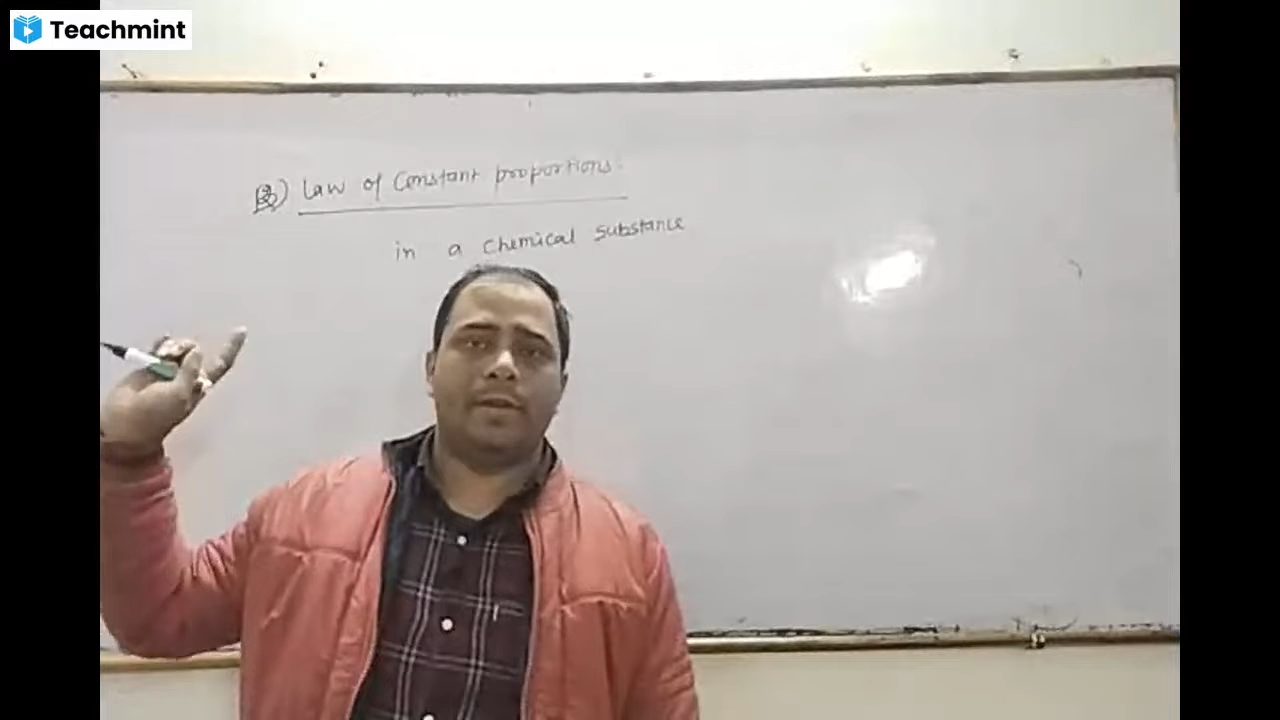 Teachmint
Law of Constant proportions:
in a chemical substance